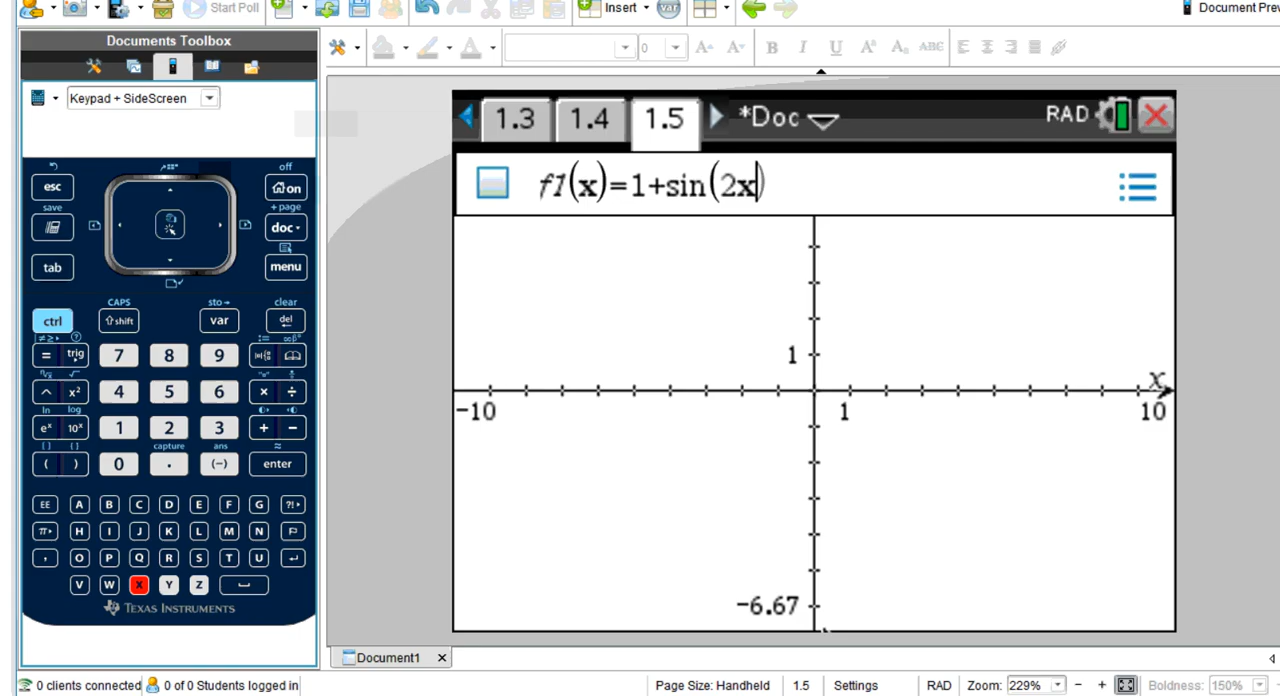 Start Poll
Insert
var
0
B I U ABC
Document Prev
Documents Toolbox
Keypad + SideScreen
1.3 1.4 1.5 *Doc RAD
f1(x)=1+sin(2x)
1
x
-10 1 10
-6.67
off
esc on
save + page
doc
tab menu
CAPS sto→ clear
ctrl shift var del
= trig 7 8 9
^ x² 4 5 6 × ÷
ln log
eˣ 10ˣ 1 2 3 + −
capture ans ≈
( ) 0 . (−) enter
EE A B C D E F G ?!▸
π▸ H I J K L M N
, O P Q R S T U
V W X Y Z
TEXAS INSTRUMENTS
Document1
0 clients connected 0 of 0 Students logged in Page Size: Handheld 1.5 Settings RAD Zoom: 229% − + Boldness: 150%